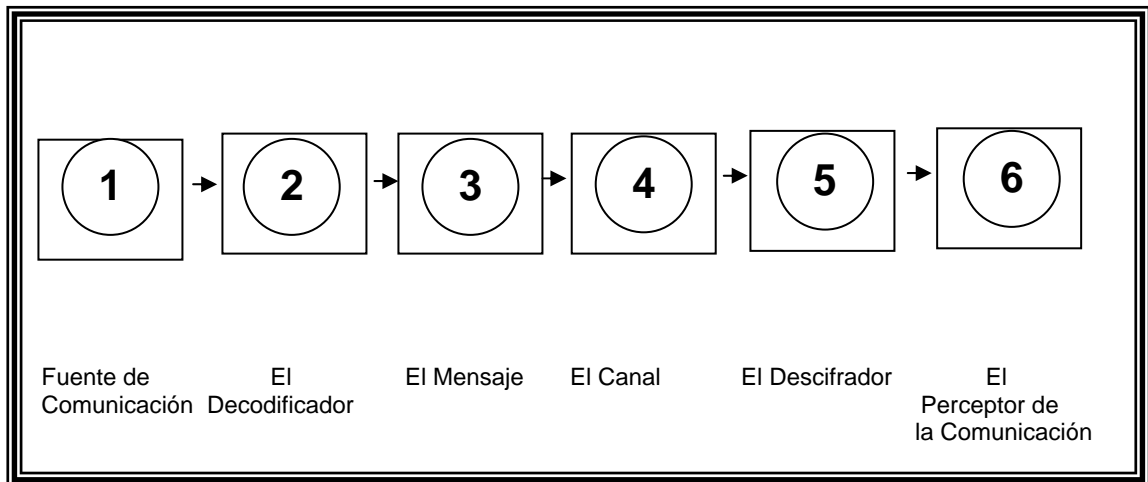 1 2 3 4 5 6
Fuente de Comunicación
El Decodificador
El Mensaje
El Canal
El Descifrador
El Perceptor de la Comunicación